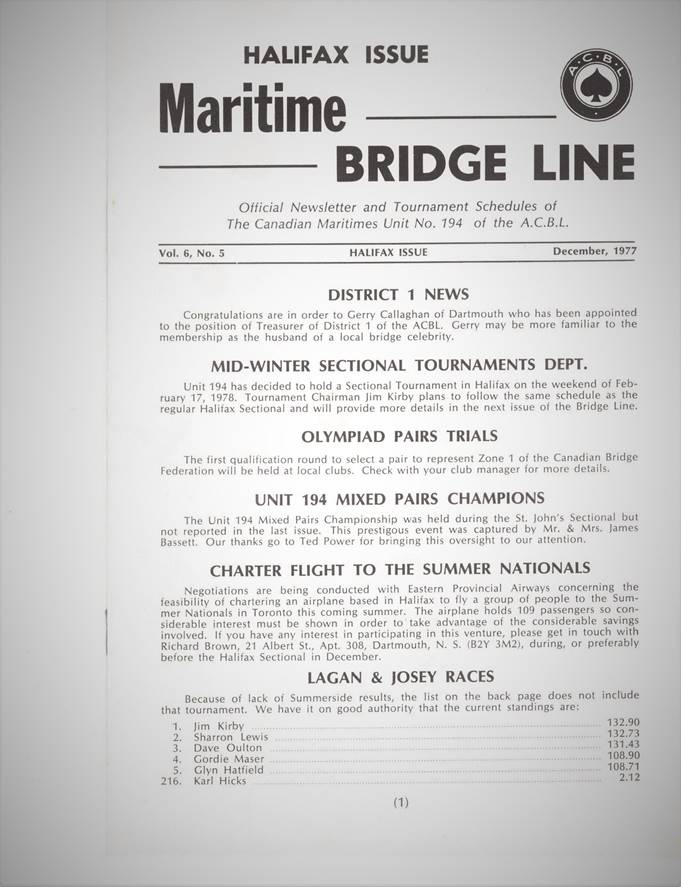 HALIFAX ISSUE
A·C·B·L
Maritime
BRIDGE LINE
Official Newsletter and Tournament Schedules of
The Canadian Maritimes Unit No. 194 of the A.C.B.L.
Vol. 6, No. 5 HALIFAX ISSUE December, 1977
DISTRICT 1 NEWS
Congratulations are in order to Gerry Callaghan of Dartmouth who has been appointed
to the position of Treasurer of District 1 of the ACBL. Gerry may be more familiar to the
membership as the husband of a local bridge celebrity.
MID-WINTER SECTIONAL TOURNAMENTS DEPT.
Unit 194 has decided to hold a Sectional Tournament in Halifax on the weekend of Feb-
ruary 17, 1978. Tournament Chairman Jim Kirby plans to follow the same schedule as the
regular Halifax Sectional and will provide more details in the next issue of the Bridge Line.
OLYMPIAD PAIRS TRIALS
The first qualification round to select a pair to represent Zone 1 of the Canadian Bridge
Federation will be held at local clubs. Check with your club manager for more details.
UNIT 194 MIXED PAIRS CHAMPIONS
The Unit 194 Mixed Pairs Championship was held during the St. John's Sectional but
not reported in the last issue. This prestigous event was captured by Mr. & Mrs. James
Bassett. Our thanks go to Ted Power for bringing this oversight to our attention.
CHARTER FLIGHT TO THE SUMMER NATIONALS
Negotiations are being conducted with Eastern Provincial Airways concerning the
feasibility of chartering an airplane based in Halifax to fly a group of people to the Sum-
mer Nationals in Toronto this coming summer. The airplane holds 109 passengers so con-
siderable interest must be shown in order to take advantage of the considerable savings
involved. If you have any interest in participating in this venture, please get in touch with
Richard Brown, 21 Albert St., Apt. 308, Dartmouth, N. S. (B2Y 3M2), during, or preferably
before the Halifax Sectional in December.
LAGAN & JOSEY RACES
Because of lack of Summerside results, the list on the back page does not include
that tournament. We have it on good authority that the current standings are:
1. Jim Kirby 132.90
2. Sharron Lewis 132.73
3. Dave Oulton 131.43
4. Gordie Maser 108.90
5. Glyn Hatfield 108.71
216. Karl Hicks 2.12
(1)